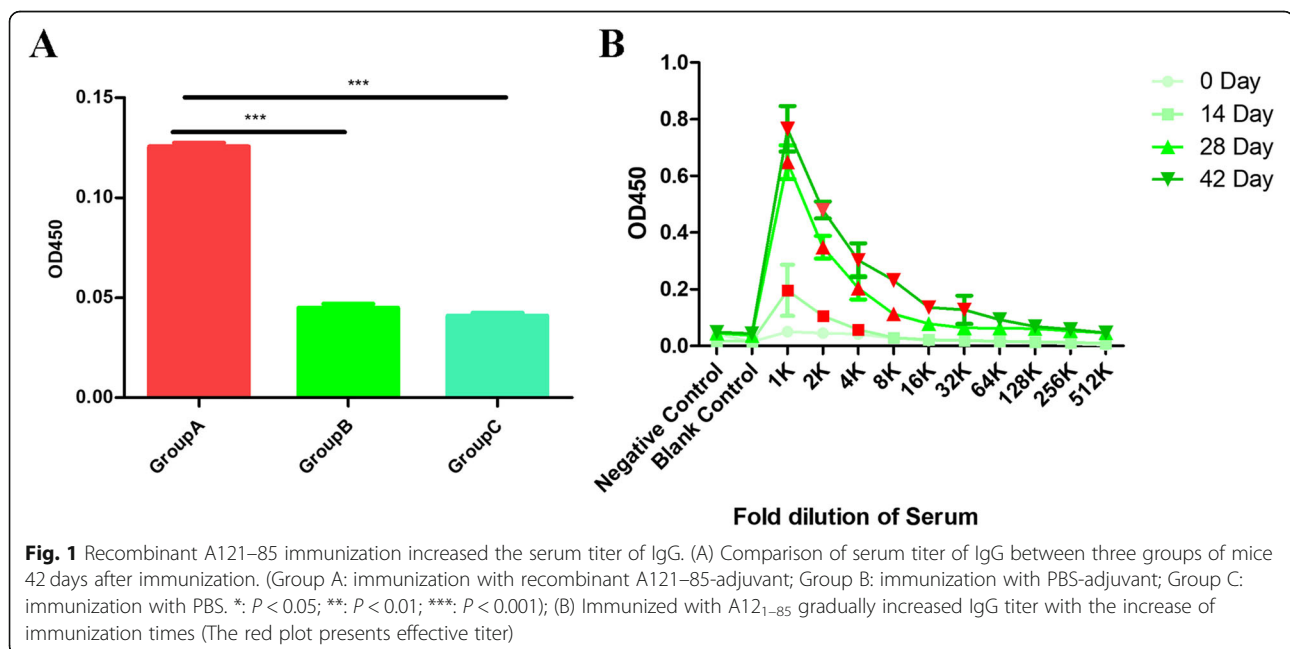 A
***
***
0.15
0.10
0.05
0.00
OD450
GroupA
GroupB
GroupC
B
1.0
0.8
0.6
0.4
0.2
0.0
OD450
Negative Control
Blank Control
1K
2K
4K
8K
16K
32K
64K
128K
256K
512K
Fold dilution of Serum
0 Day
14 Day
28 Day
42 Day
Fig. 1 Recombinant A121–85 immunization increased the serum titer of IgG. (A) Comparison of serum titer of IgG between three groups of mice
42 days after immunization. (Group A: immunization with recombinant A121–85-adjuvant; Group B: immunization with PBS-adjuvant; Group C:
immunization with PBS. *: P < 0.05; **: P < 0.01; ***: P < 0.001); (B) Immunized with A12₁₋₈₅ gradually increased IgG titer with the increase of
immunization times (The red plot presents effective titer)